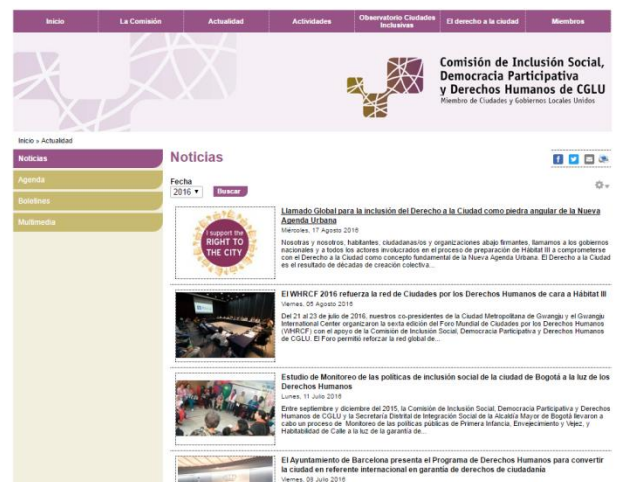 Inicio
La Comisión
Actualidad
Actividades
Observatorio Ciudades
Inclusivas
El derecho a la ciudad
Miembros
Comisión de Inclusión Social,
Democracia Participativa
y Derechos Humanos de CGLU
Miembro de Ciudades y Gobiernos Locales Unidos
Inicio » Actualidad
Noticias
Agenda
Boletines
Multimedia
Noticias
Fecha
2016
Buscar
I support the
RIGHT TO
THE CITY
Llamado Global para la inclusión del Derecho a la Ciudad como piedra angular de la Nueva
Agenda Urbana
Miércoles, 17 Agosto 2016
Nosotras y nosotros, habitantes, ciudadanas/os y organizaciones abajo firmantes, llamamos a los gobiernos
nacionales y a todos los actores involucrados en el proceso de preparación de Hábitat III a comprometerse
con el Derecho a la Ciudad como concepto fundamental de la Nueva Agenda Urbana. El Derecho a la Ciudad
es el resultado de décadas de creación colectiva...
El WHRCF 2016 refuerza la red de Ciudades por los Derechos Humanos de cara a Hábitat III
Viernes, 05 Agosto 2016
Del 21 al 23 de julio de 2016, nuestros co-presidentes de la Ciudad Metropolitana de Gwangju y el Gwangju
International Center organizaron la sexta edición del Foro Mundial de Ciudades por los Derechos Humanos
(WHRCF) con el apoyo de la Comisión de Inclusión Social, Democracia Participativa y Derechos Humanos
de CGLU. El Foro permitió reforzar la red global de...
Estudio de Monitoreo de las políticas de inclusión social de la ciudad de Bogotá a la luz de los
Derechos Humanos
Lunes, 11 Julio 2016
Entre septiembre y diciembre del 2015, la Comisión de Inclusión Social, Democracia Participativa y Derechos
Humanos de CGLU y la Secretaría Distrital de Integración Social de la Alcaldía Mayor de Bogotá llevaron a
cabo un proceso de Monitoreo de las políticas públicas de Primera Infancia, Envejecimiento y Vejez, y
Habitabilidad de Calle a la luz de la garantía de...
El Ayuntamiento de Barcelona presenta el Programa de Derechos Humanos para convertir
la ciudad en referente internacional en garantía de derechos de ciudadanía
Viernes, 08 Julio 2016